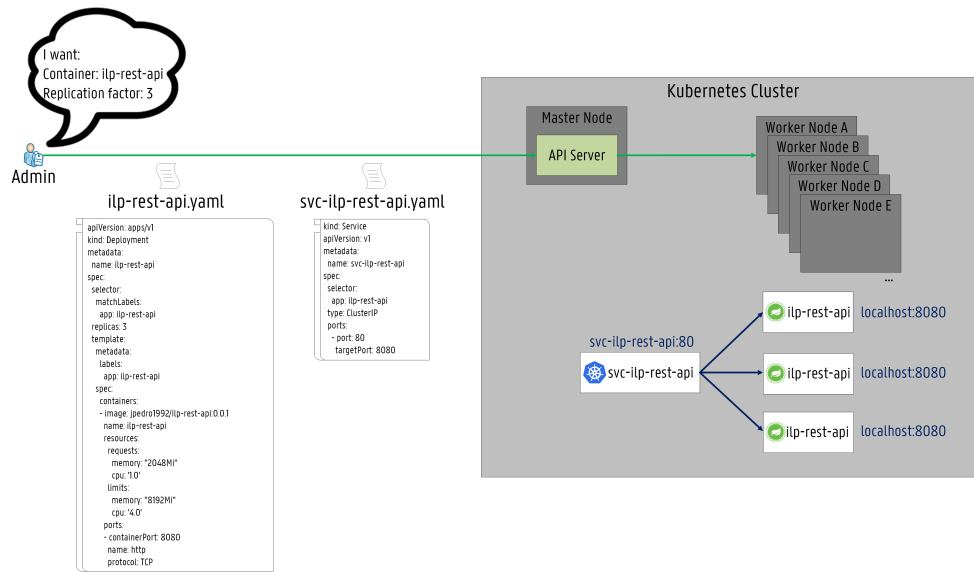 I want:
Container: ilp-rest-api
Replication factor: 3
Admin
ilp-rest-api.yaml
apiVersion: apps/v1
kind: Deployment
metadata:
name: ilp-rest-api
spec:
selector:
matchLabels:
app: ilp-rest-api
replicas: 3
template:
metadata:
labels:
app: ilp-rest-api
spec:
containers:
- image: jpedro1992/ilp-rest-api:0.0.1
name: ilp-rest-api
resources:
requests:
memory: "2048Mi"
cpu: '1.0'
limits:
memory: "8192Mi"
cpu: '4.0'
ports:
- containerPort: 8080
name: http
protocol: TCP
svc-ilp-rest-api.yaml
kind: Service
apiVersion: v1
metadata:
name: svc-ilp-rest-api
spec:
selector:
app: ilp-rest-api
type: ClusterIP
ports:
- port: 80
targetPort: 8080
Kubernetes Cluster
Master Node
API Server
Worker Node A
Worker Node B
Worker Node C
Worker Node D
Worker Node E
...
svc-ilp-rest-api:80
svc-ilp-rest-api
ilp-rest-api localhost:8080
ilp-rest-api localhost:8080
ilp-rest-api localhost:8080